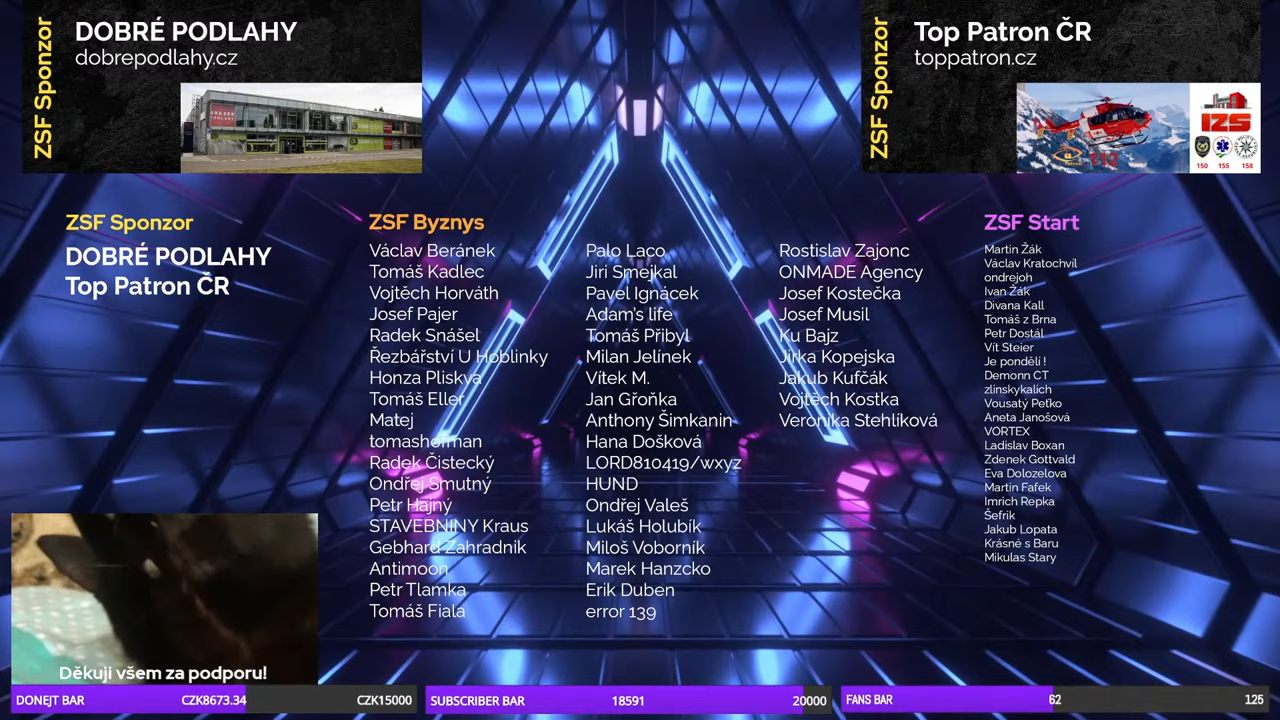 ZSF Sponzor
DOBRÉ PODLAHY
dobrepodlahy.cz
ZSF Sponzor
Top Patron ČR
toppatron.cz
112
IZS
150 155 158
ZSF Sponzor
DOBRÉ PODLAHY
Top Patron ČR
ZSF Byznys
Václav Beránek
Tomáš Kadlec
Vojtěch Horváth
Josef Pajer
Radek Snášel
Řezbářství U Hoblinky
Honza Pliskva
Tomáš Eller
Matej
tomashofman
Radek Čistecký
Ondřej Smutný
Petr Hajný
STAVEBNINY Kraus
Gebhard Zahradnik
Antimoon
Petr Tlamka
Tomáš Fiala
Palo Laco
Jiri Smejkal
Pavel Ignácek
Adam's life
Tomáš Přibyl
Milan Jelínek
Vítek M.
Jan Gřoňka
Anthony Šimkanin
Hana Došková
LORD810419/wxyz
HUND
Ondřej Valeš
Lukáš Holubík
Miloš Voborník
Marek Hanzcko
Erik Duben
error 139
Rostislav Zajonc
ONMADE Agency
Josef Kostečka
Josef Musil
Ku Bajz
Jirka Kopejska
Jakub Kufčák
Vojtěch Kostka
Veronika Stehlíková
ZSF Start
Martin Žák
Václav Kratochvíl
ondrejoh
Ivan Žák
Divana Kall
Tomáš z Brna
Petr Dostál
Vít Steier
Je pondělí !
Demonn CT
zlinskykalich
Vousatý Peťko
Aneta Janošová
VORTEX
Ladislav Boxan
Zdenek Gottvald
Eva Dolozelova
Martin Fafek
Imrich Repka
Šefrik
Jakub Lopata
Krásné s Baru
Mikulas Stary
Děkuji všem za podporu!
DONEJT BAR CZK8673.34 CZK15000
SUBSCRIBER BAR 18591 20000
FANS BAR 62 125